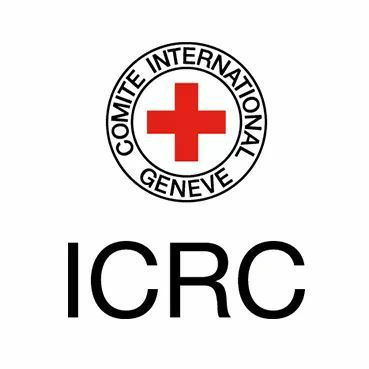 COMITE INTERNATIONAL
GENEVE
ICRC